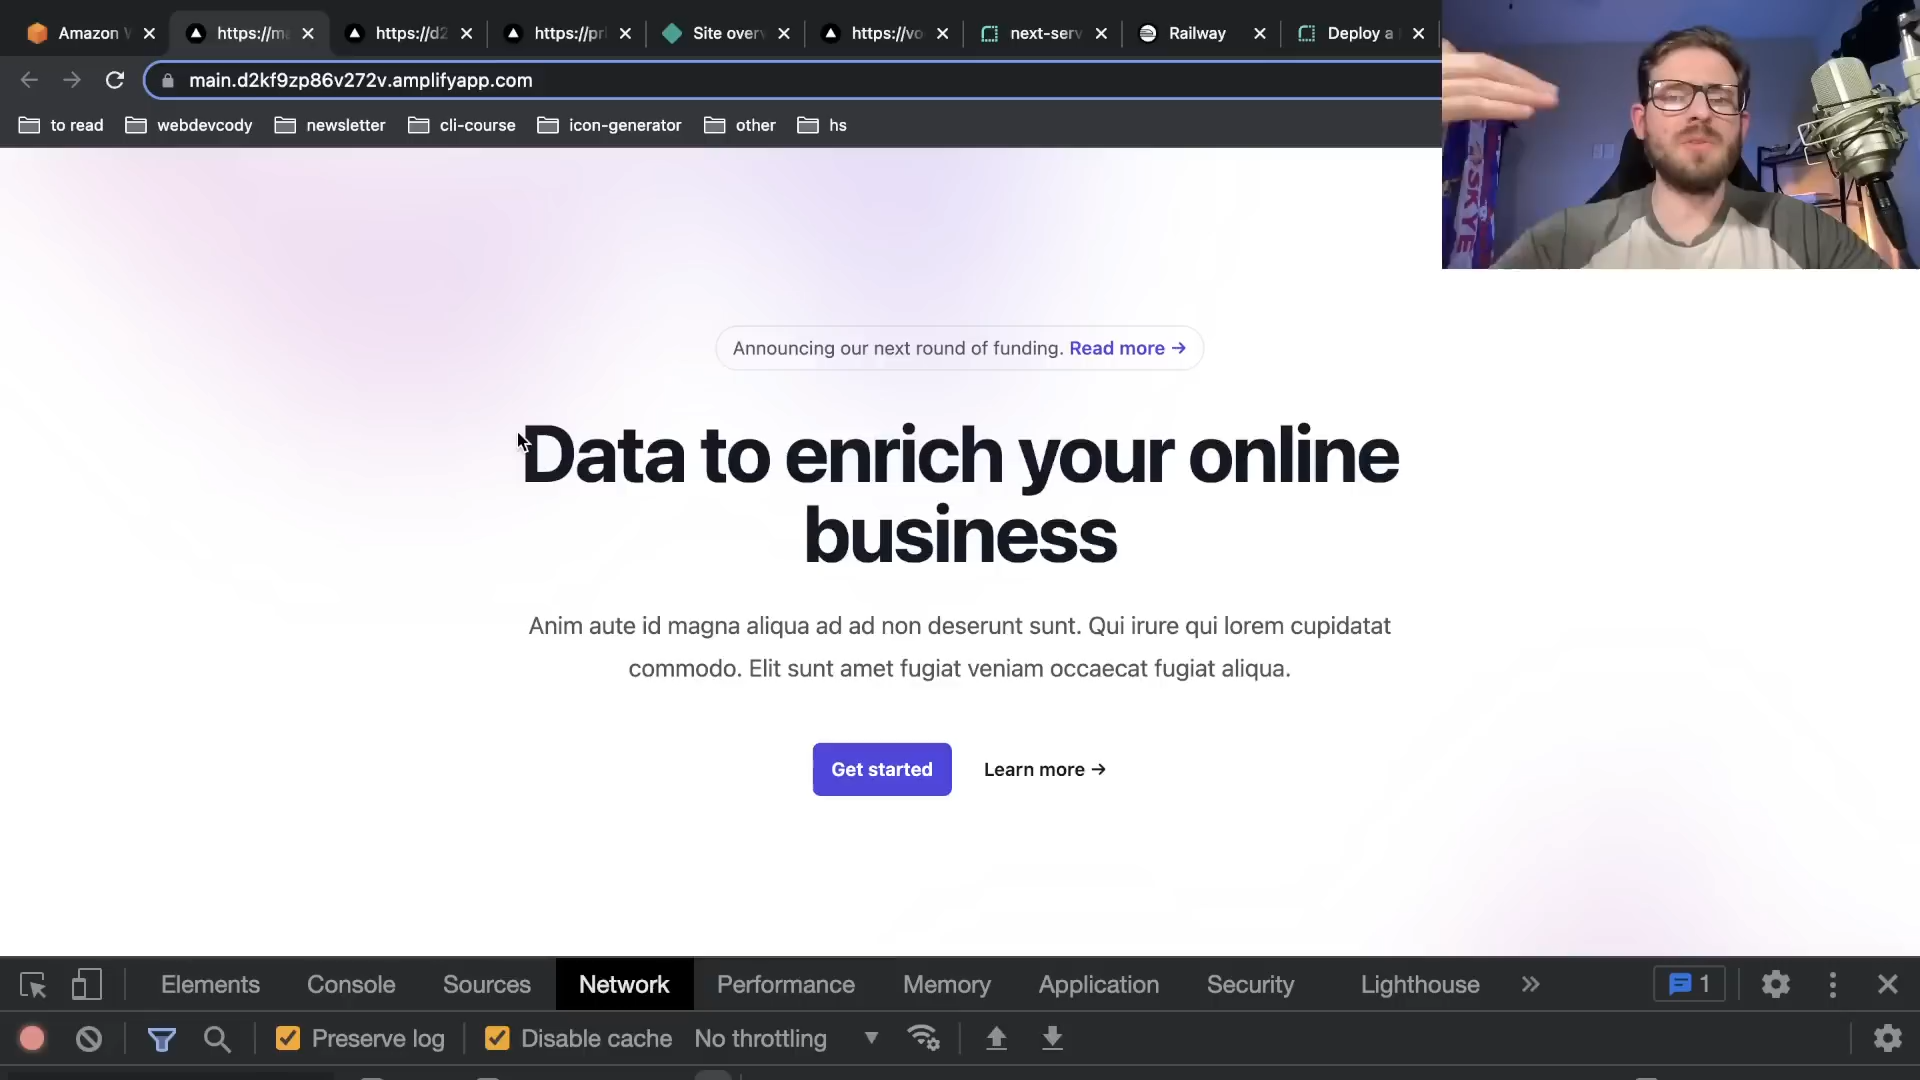 Amazon
https://m
https://d2
https://pr
Site over
https://vo
next-serv
Railway
Deploy a
main.d2kf9zp86v272v.amplifyapp.com
to read
webdevcody
newsletter
cli-course
icon-generator
other
hs
SKYE
Announcing our next round of funding. Read more →
Data to enrich your online
business
Anim aute id magna aliqua ad ad non deserunt sunt. Qui irure qui lorem cupidatat
commodo. Elit sunt amet fugiat veniam occaecat fugiat aliqua.
Get started
Learn more →
Elements
Console
Sources
Network
Performance
Memory
Application
Security
Lighthouse
1
Preserve log
Disable cache
No throttling